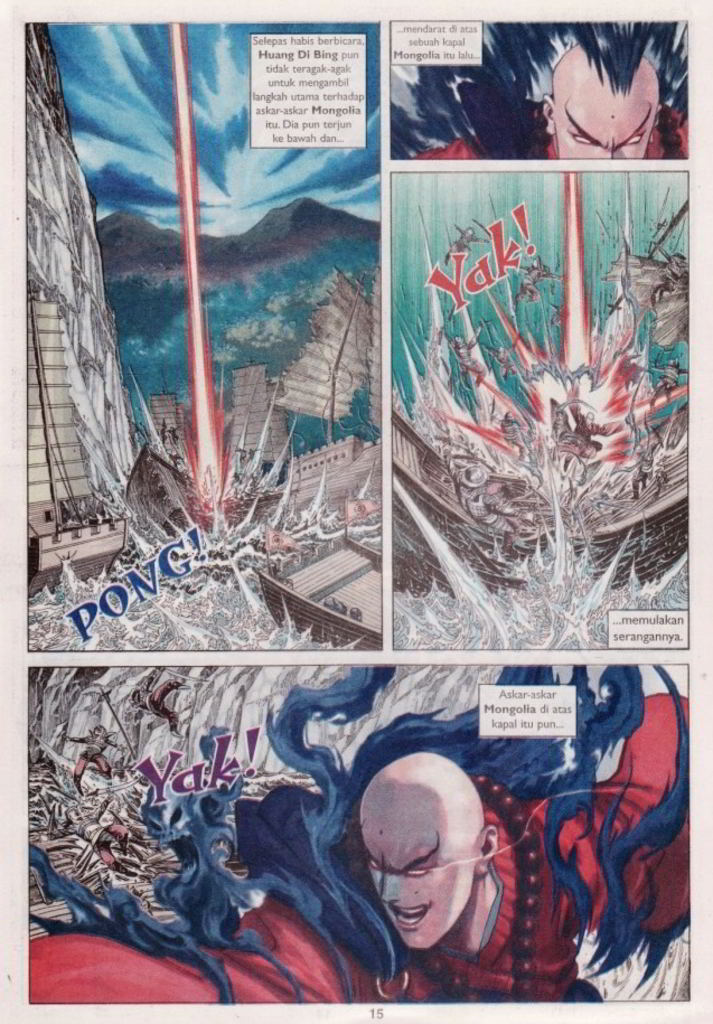 Selepas habis berbicara,
Huang Di Bing pun
tidak teragak-agak
untuk mengambil
langkah utama terhadap
askar-askar Mongolia
itu. Dia pun terjun
ke bawah dan...
PONG!
...mendarat di atas
sebuah kapal
Mongolia itu lalu...
Yak!
...memulakan
serangannya.
Askar-askar
Mongolia di atas
kapal itu pun...
Yak!
15